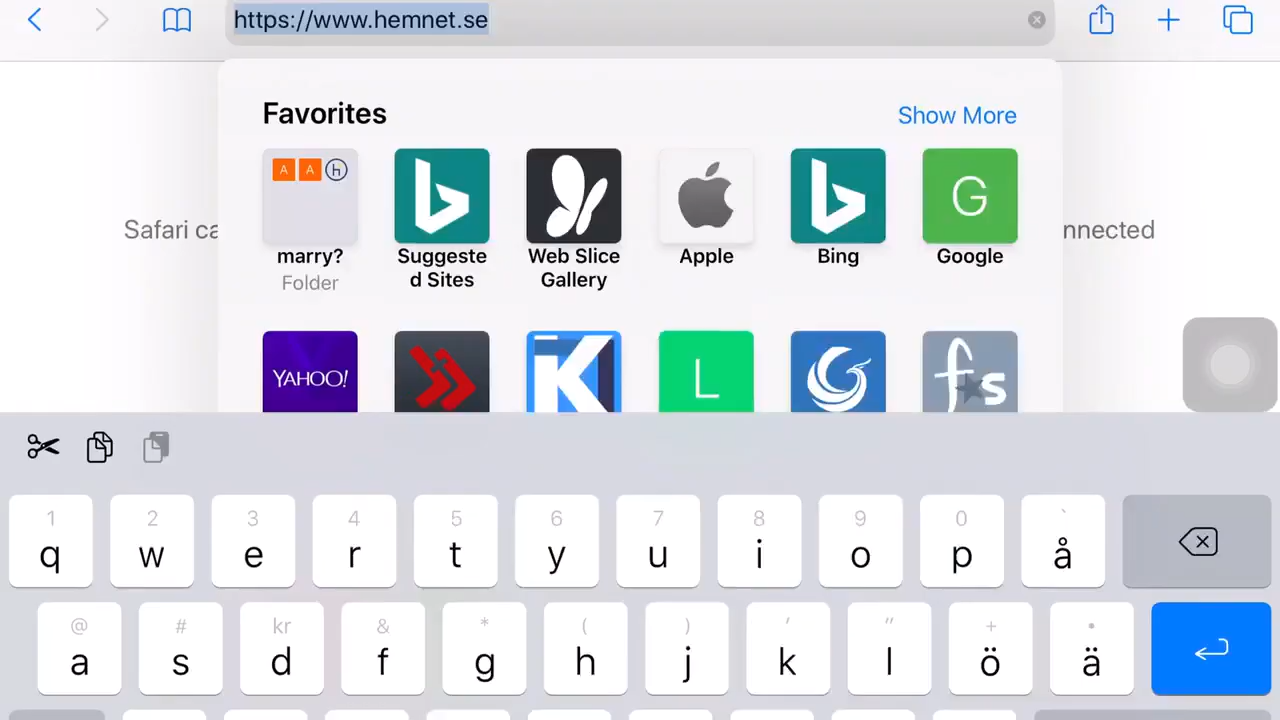 https://www.hemnet.se
Favorites
Show More
A A h
marry?
Folder
Suggeste
d Sites
Web Slice
Gallery
Apple
Bing
G
Google
Safari ca
nnected
YAHOO!
K
L
fs
1 2 3 4 5 6 7 8 9 0 `
q w e r t y u i o p å
@ # kr & * ( ) ' " + •
a s d f g h j k l ö ä